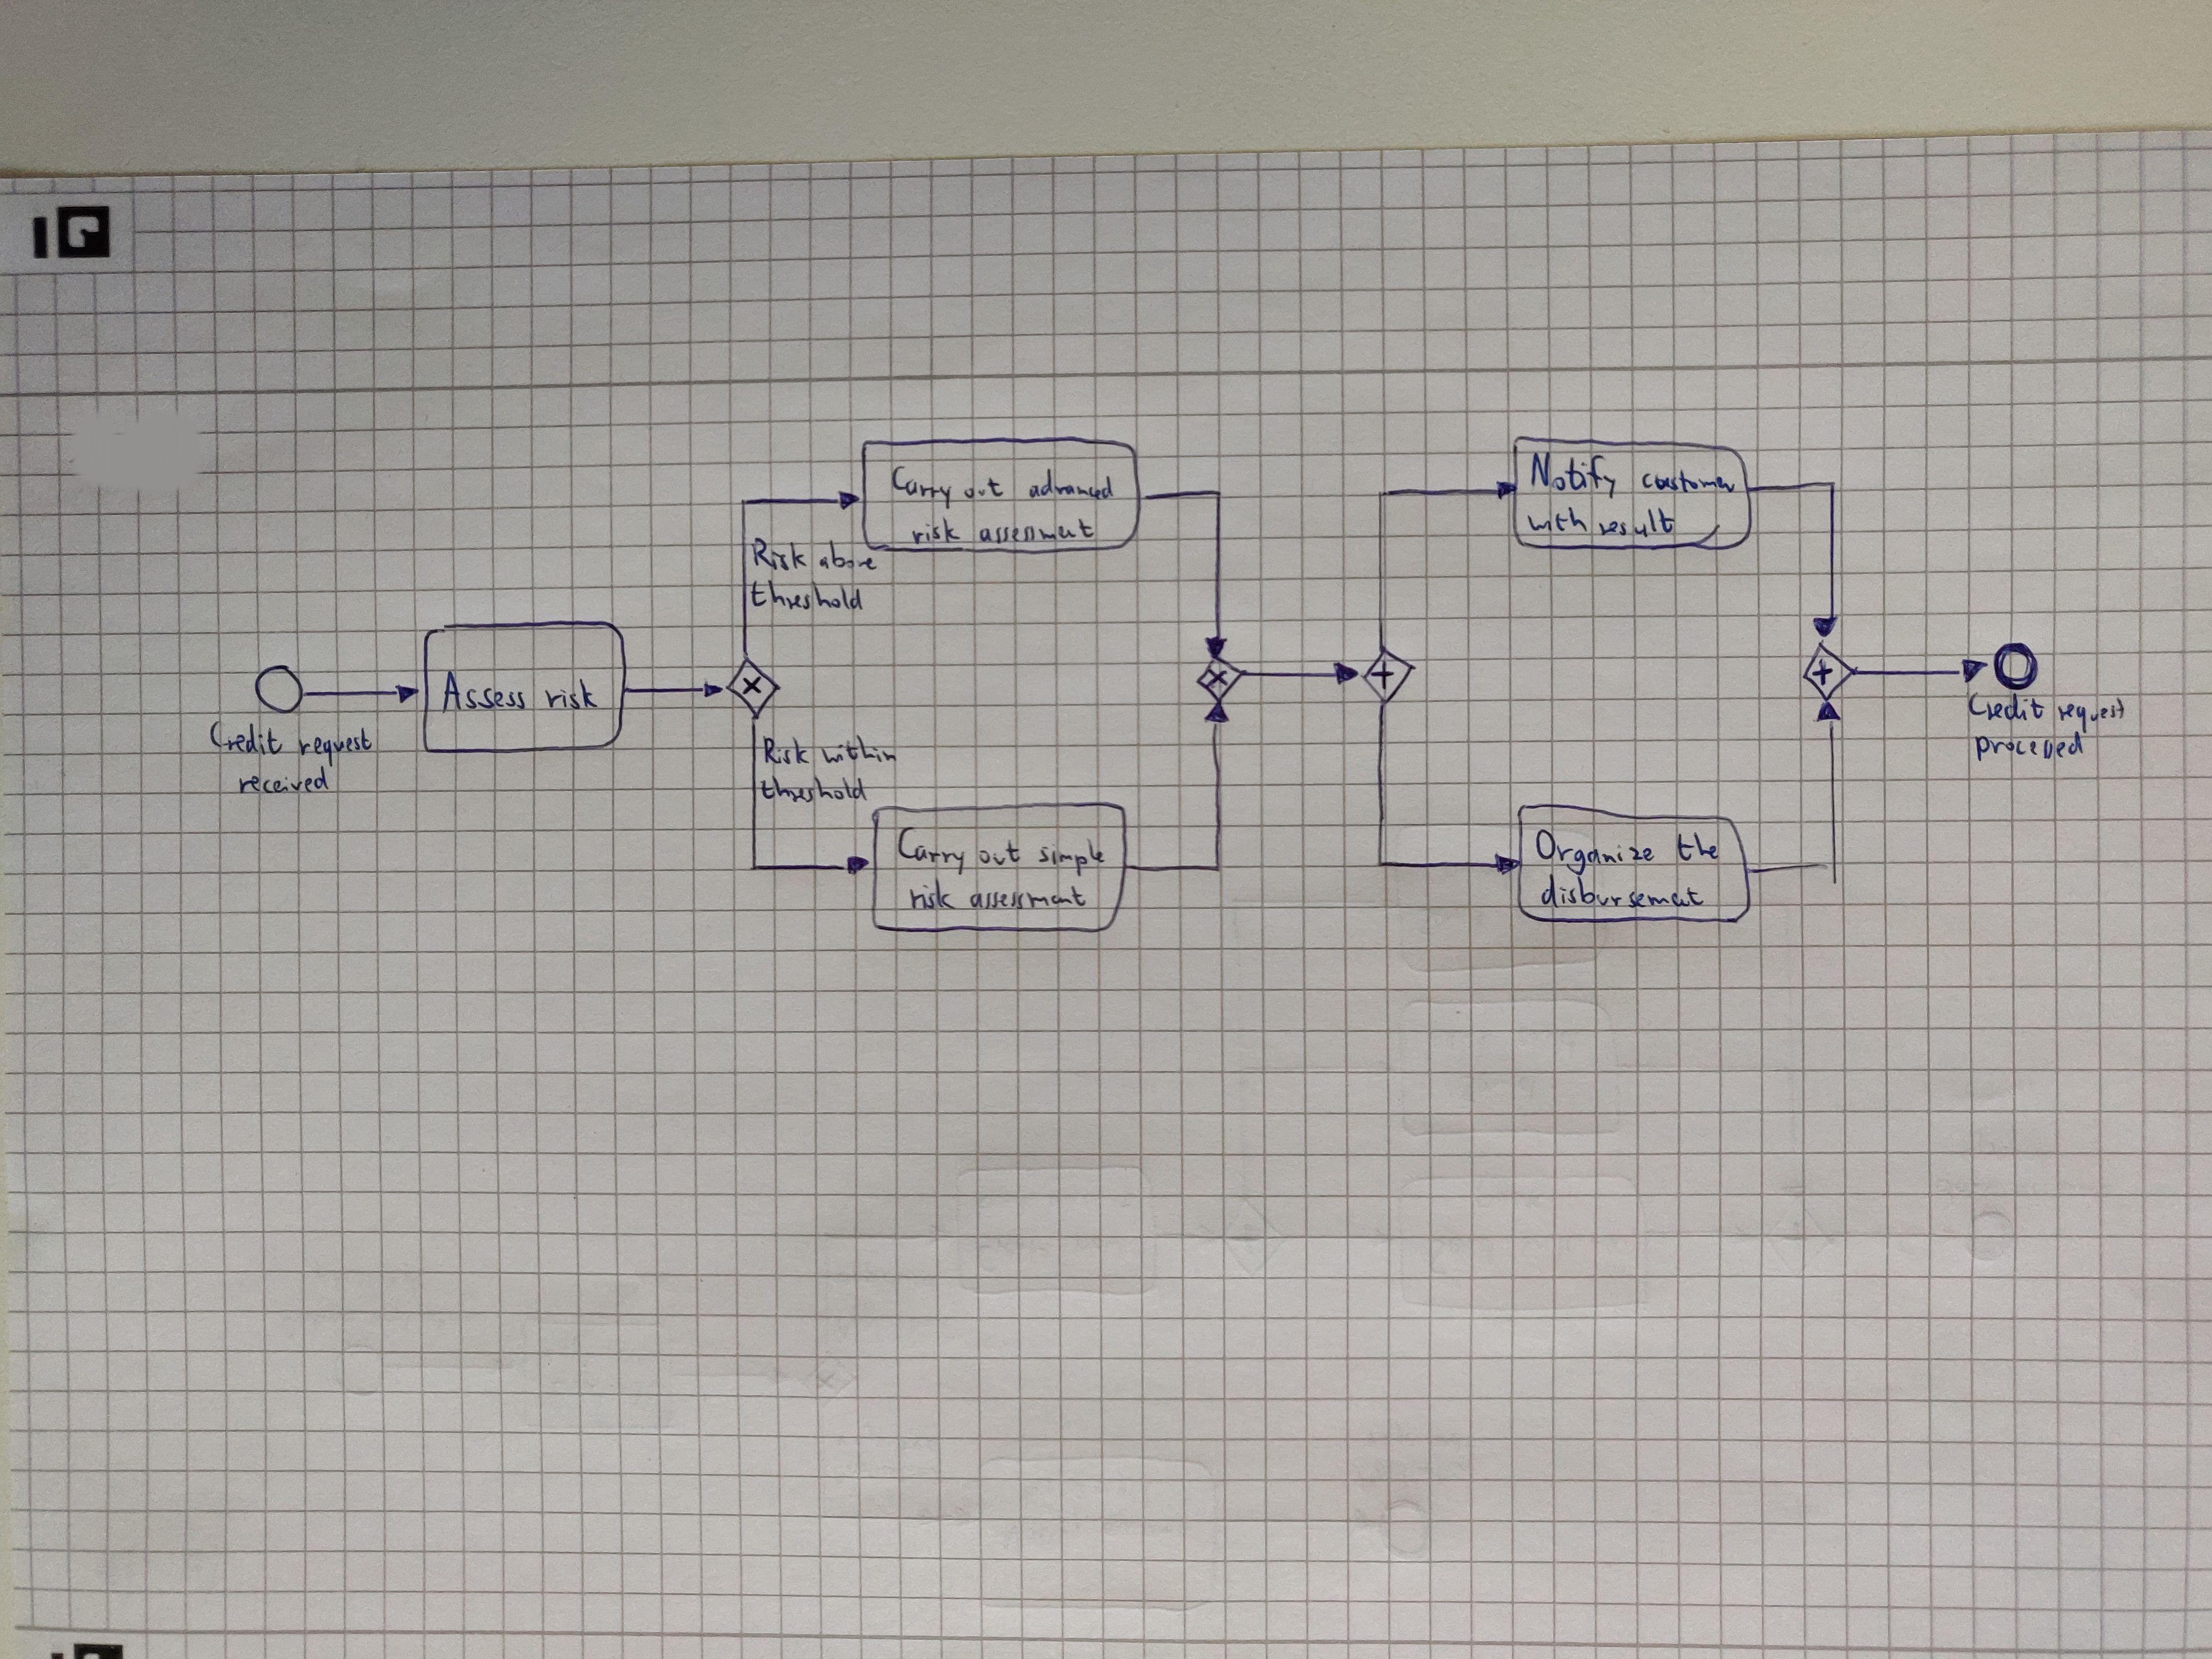 Carry out advanced
risk assessment
Notify customer
with result
Risk above
threshold
Assess risk
Credit request
received
Risk within
threshold
Credit request
processed
Carry out simple
risk assessment
Organize the
disbursement